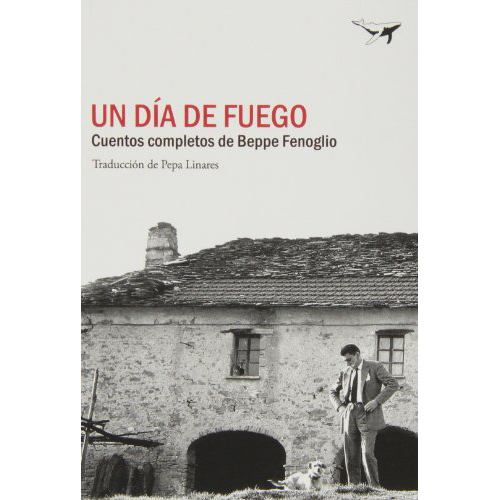 UN DÍA DE FUEGO
Cuentos completos de Beppe Fenoglio
Traducción de Pepa Linares